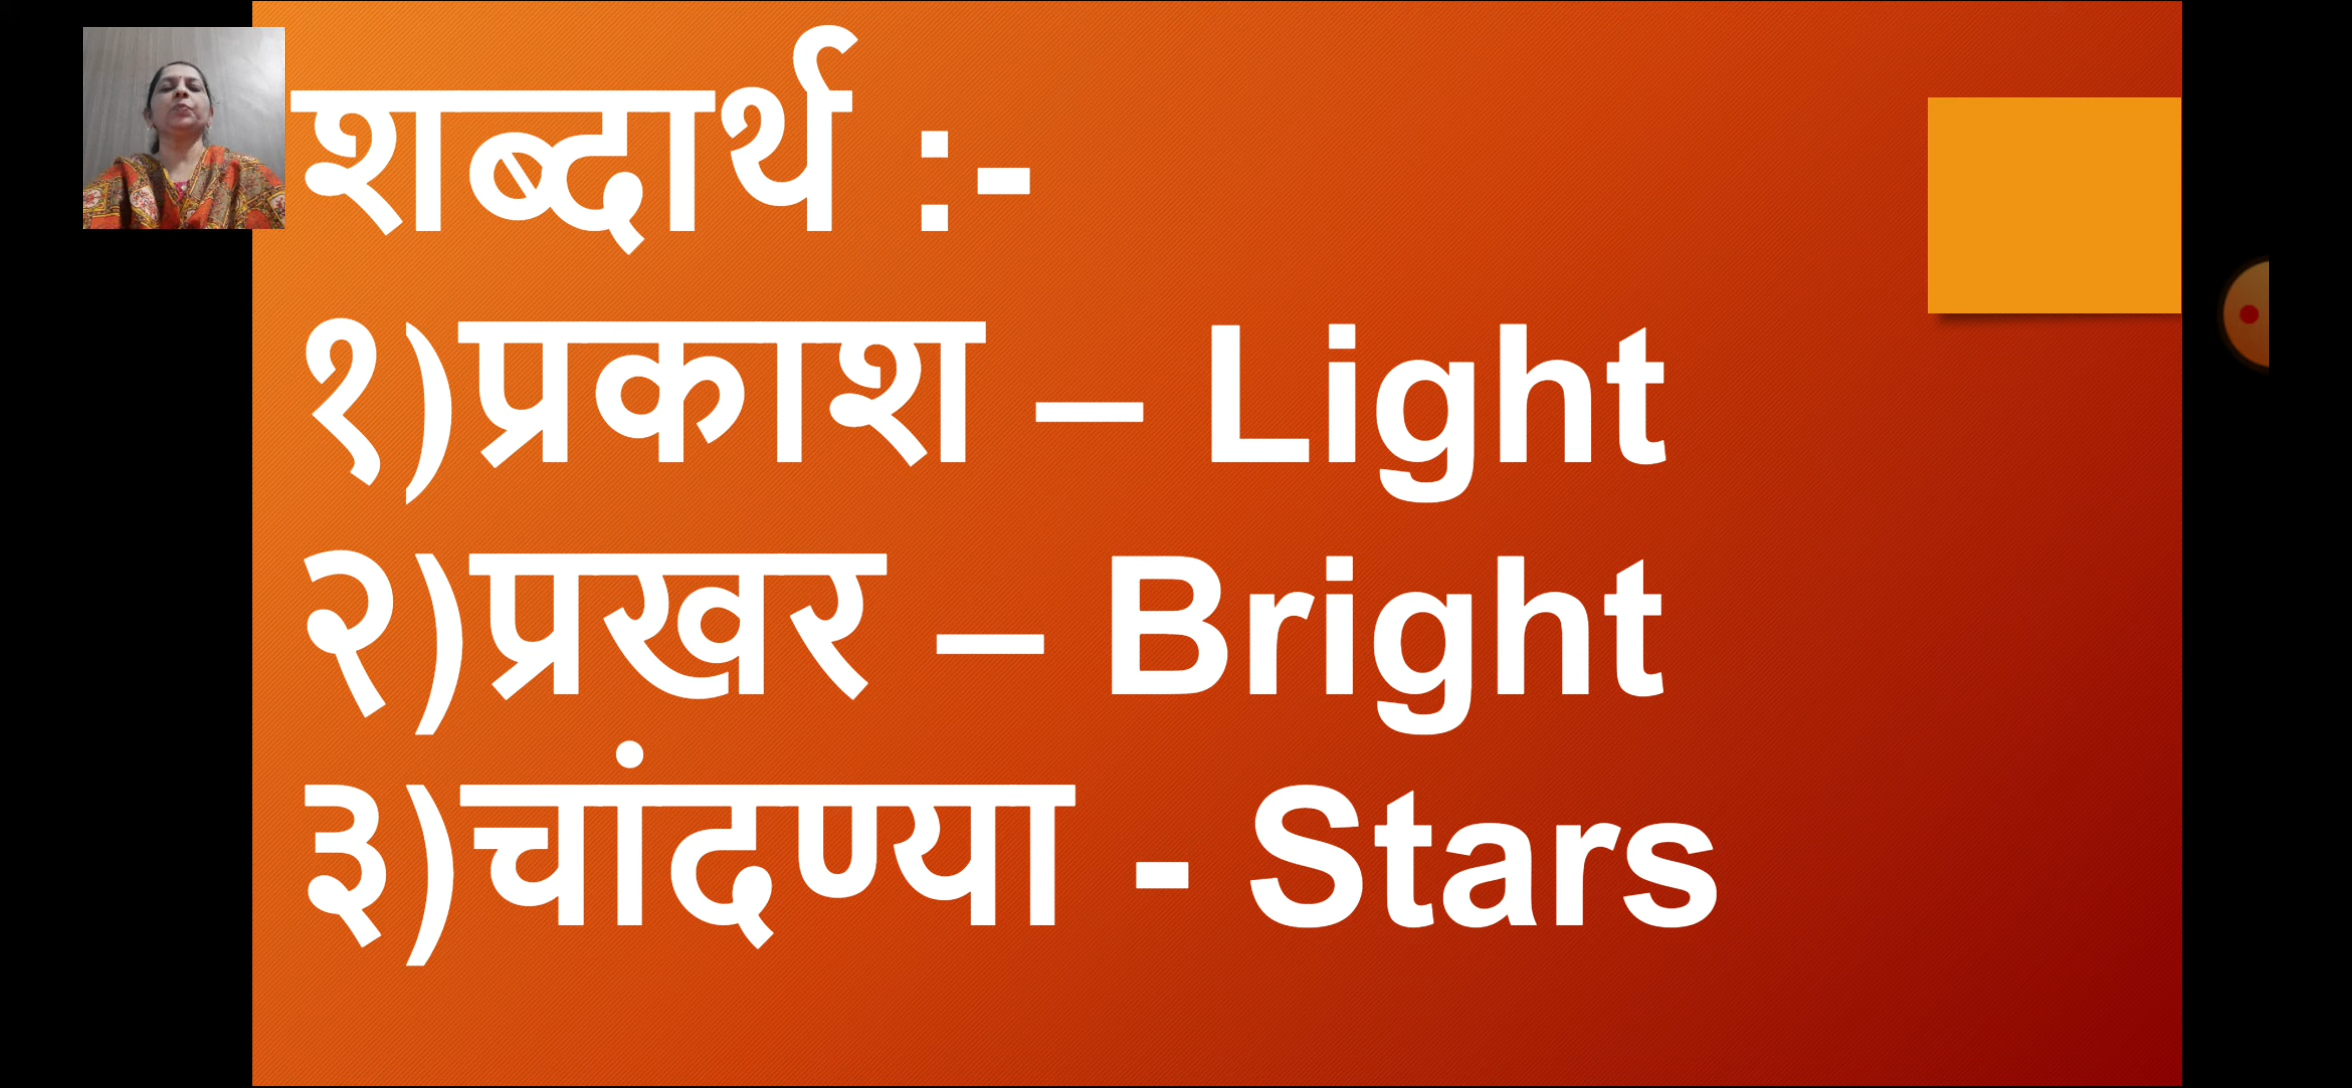 शब्दार्थ :-
१)प्रकाश – Light
२)प्रखर – Bright
३)चांदण्या - Stars